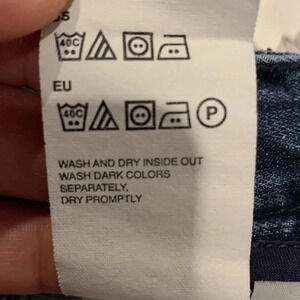 40C
EU
40C P
WASH AND DRY INSIDE OUT
WASH DARK COLORS
SEPARATELY,
DRY PROMPTLY